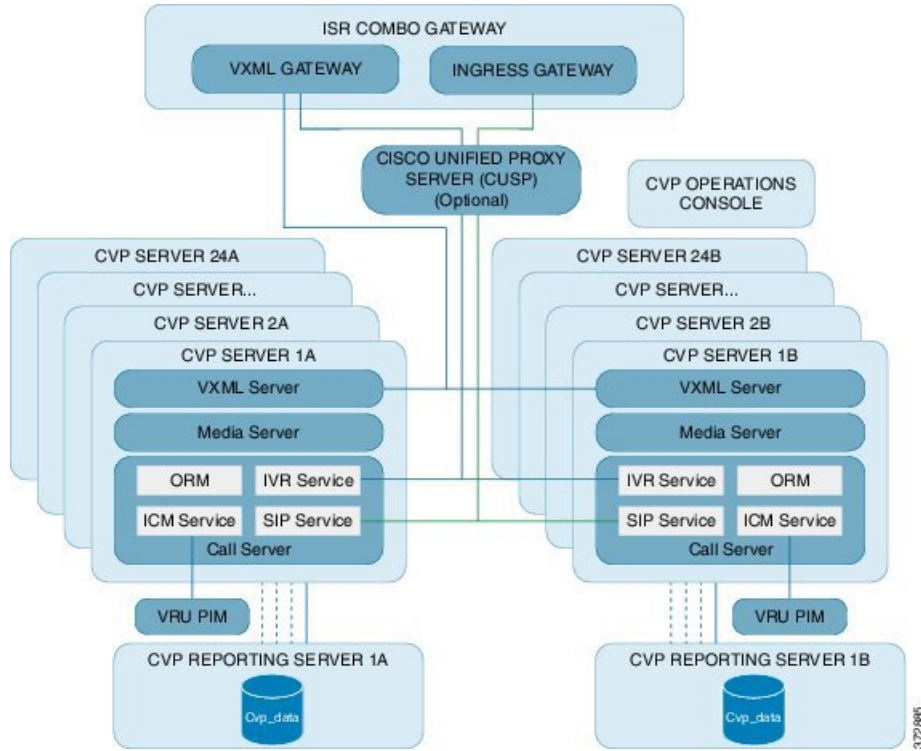 ISR COMBO GATEWAY
VXML GATEWAY
INGRESS GATEWAY
CISCO UNIFIED PROXY
SERVER (CUSP)
(Optional)
CVP OPERATIONS
CONSOLE
CVP SERVER 24A
CVP SERVER...
CVP SERVER 2A
CVP SERVER 1A
VXML Server
Media Server
ORM
IVR Service
ICM Service
SIP Service
Call Server
VRU PIM
CVP REPORTING SERVER 1A
Cvp_data
CVP SERVER 24B
CVP SERVER...
CVP SERVER 2B
CVP SERVER 1B
VXML Server
Media Server
IVR Service
ORM
SIP Service
ICM Service
Call Server
VRU PIM
CVP REPORTING SERVER 1B
Cvp_data
372885